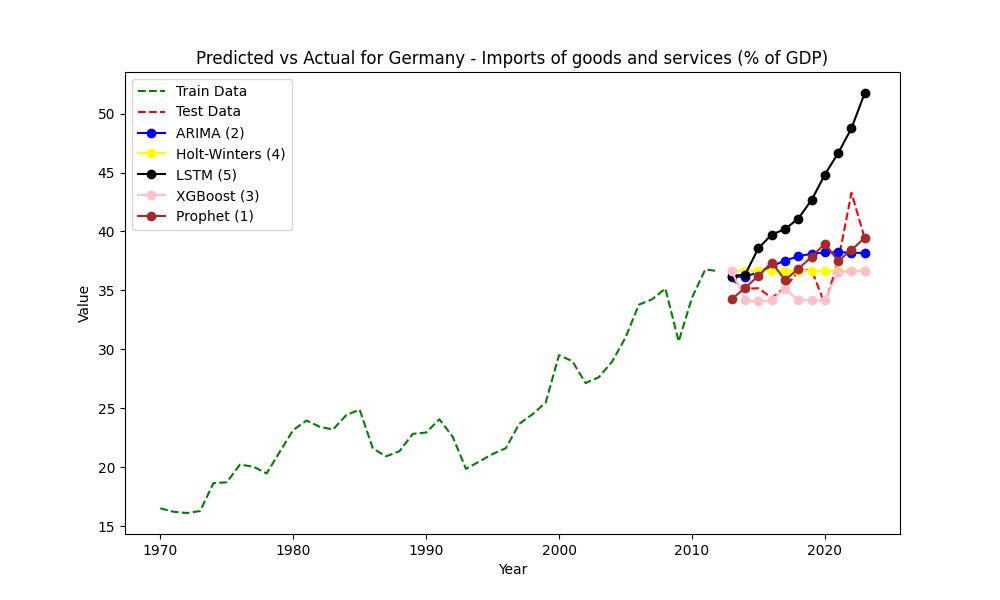 Predicted vs Actual for Germany - Imports of goods and services (% of GDP)
Train Data
Test Data
ARIMA (2)
Holt-Winters (4)
LSTM (5)
XGBoost (3)
Prophet (1)
50
45
40
35
30
25
20
15
Value
1970
1980
1990
2000
2010
2020
Year